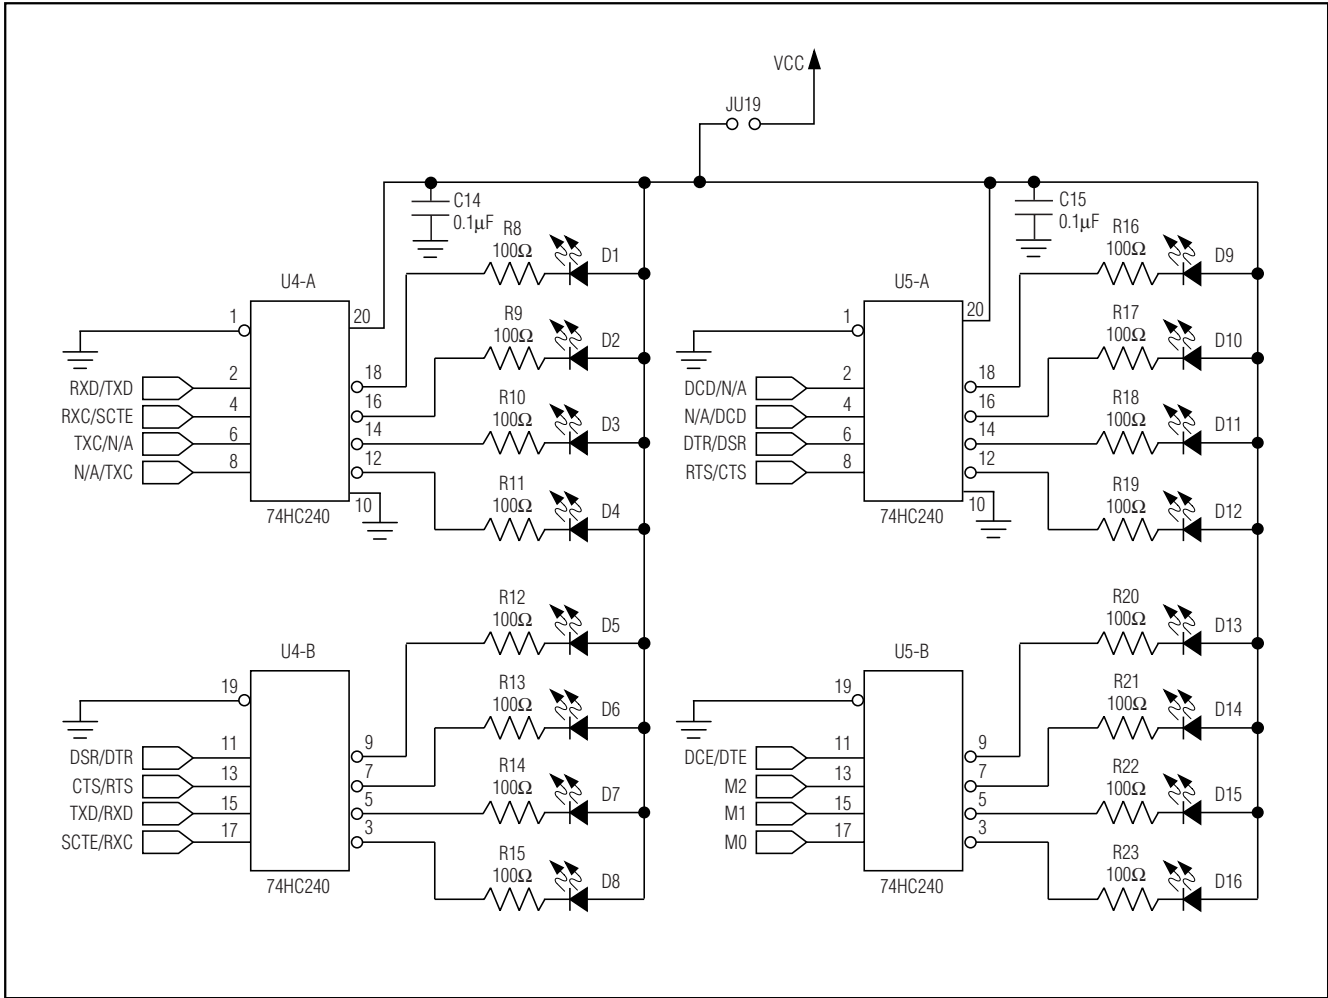 VCC
JU19
C14
0.1µF
C15
0.1µF
R8
100Ω
D1
R16
100Ω
D9
U4-A
1
20
R9
100Ω
D2
U5-A
1
20
R17
100Ω
D10
RXD/TXD
2
18
RXC/SCTE
4
16
TXC/N/A
6
14
N/A/TXC
8
12
10
74HC240
R10
100Ω
D3
R11
100Ω
D4
DCD/N/A
2
18
N/A/DCD
4
16
DTR/DSR
6
14
RTS/CTS
8
12
10
74HC240
R18
100Ω
D11
R19
100Ω
D12
R12
100Ω
D5
R20
100Ω
D13
U4-B
19
R13
100Ω
D6
U5-B
19
R21
100Ω
D14
DSR/DTR
11
9
CTS/RTS
13
7
TXD/RXD
15
5
SCTE/RXC
17
3
74HC240
R14
100Ω
D7
R15
100Ω
D8
DCE/DTE
11
9
M2
13
7
M1
15
5
M0
17
3
74HC240
R22
100Ω
D15
R23
100Ω
D16